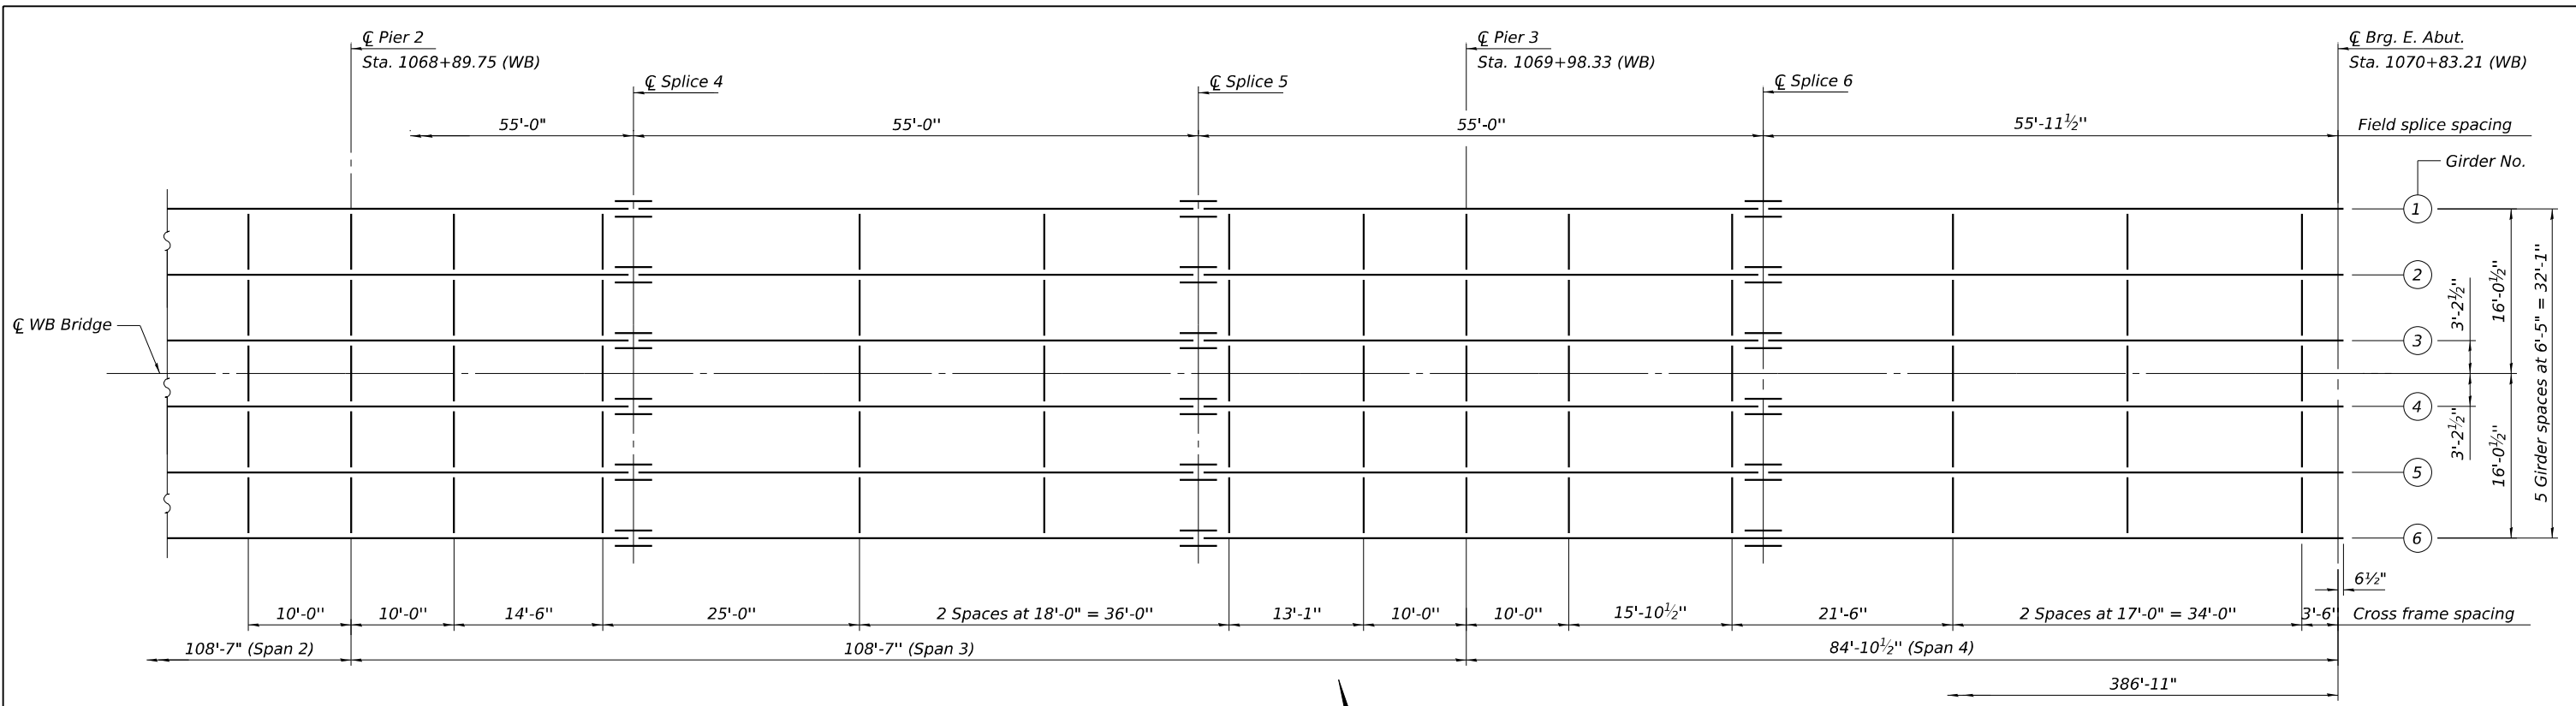 ℄ Pier 2
Sta. 1068+89.75 (WB)
℄ Splice 4
℄ Splice 5
℄ Pier 3
Sta. 1069+98.33 (WB)
℄ Splice 6
℄ Brg. E. Abut.
Sta. 1070+83.21 (WB)
55'-0"
55'-0"
55'-0"
55'-11½"
Field splice spacing
Girder No.
1
2
3
4
5
6
℄ WB Bridge
3'-2½"
3'-2½"
16'-0½"
16'-0½"
5 Girder spaces at 6'-5" = 32'-1"
6½"
10'-0"
10'-0"
14'-6"
25'-0"
2 Spaces at 18'-0" = 36'-0"
13'-1"
10'-0"
10'-0"
15'-10½"
21'-6"
2 Spaces at 17'-0" = 34'-0"
3'-6"
Cross frame spacing
108'-7" (Span 2)
108'-7" (Span 3)
84'-10½" (Span 4)
386'-11"